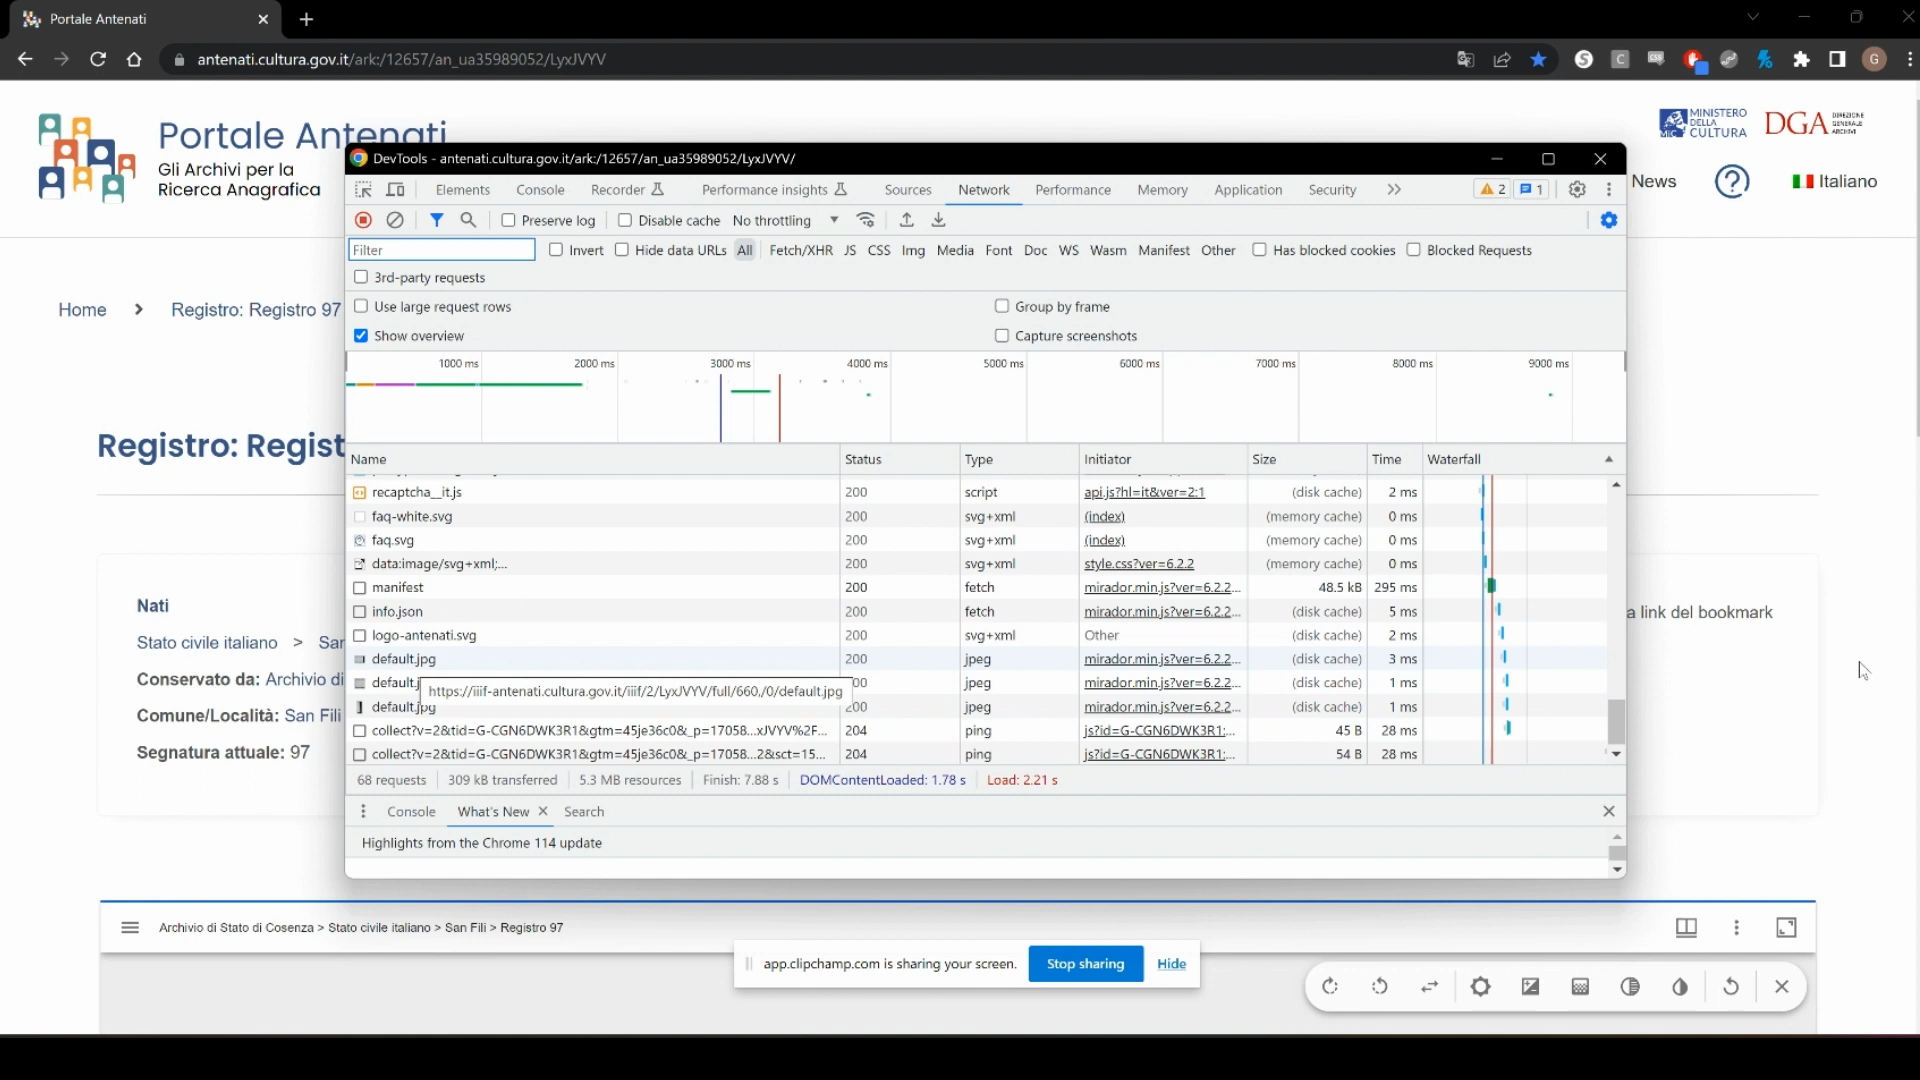 Portale Antenati
antenati.cultura.gov.it/ark:/12657/an_ua35989052/LyxJVYV
Portale Antenati
Gli Archivi per la
Ricerca Anagrafica
MINISTERO
DELLA
CULTURA
MiC
DGA DIREZIONE
GENERALE
ARCHIVI
News
Italiano
Home > Registro: Registro 97
Registro: Regist
Nati
Stato civile italiano > Sar
Conservato da: Archivio di
Comune/Località: San Fili
Segnatura attuale: 97
a link del bookmark
DevTools - antenati.cultura.gov.it/ark:/12657/an_ua35989052/LyxJVYV/
Elements Console Recorder Performance insights Sources Network Performance Memory Application Security 2 1
Preserve log Disable cache No throttling
Filter Invert Hide data URLs All Fetch/XHR JS CSS Img Media Font Doc WS Wasm Manifest Other Has blocked cookies Blocked Requests
3rd-party requests
Use large request rows Group by frame
Show overview Capture screenshots
1000 ms 2000 ms 3000 ms 4000 ms 5000 ms 6000 ms 7000 ms 8000 ms 9000 ms
Name Status Type Initiator Size Time Waterfall
recaptcha__it.js 200 script api.js?hl=it&ver=2:1 (disk cache) 2 ms
faq-white.svg 200 svg+xml (index) (memory cache) 0 ms
faq.svg 200 svg+xml (index) (memory cache) 0 ms
data:image/svg+xml;... 200 svg+xml style.css?ver=6.2.2 (memory cache) 0 ms
manifest 200 fetch mirador.min.js?ver=6.2.2... 48.5 kB 295 ms
info.json 200 fetch mirador.min.js?ver=6.2.2... (disk cache) 5 ms
logo-antenati.svg 200 svg+xml Other (disk cache) 2 ms
default.jpg 200 jpeg mirador.min.js?ver=6.2.2... (disk cache) 3 ms
default.j 00 jpeg mirador.min.js?ver=6.2.2... (disk cache) 1 ms
https://iiif-antenati.cultura.gov.it/iiif/2/LyxJVYV/full/660,/0/default.jpg
default.jpg 200 jpeg mirador.min.js?ver=6.2.2... (disk cache) 1 ms
collect?v=2&tid=G-CGN6DWK3R1&gtm=45je36c0&_p=17058...xJVYV%2F... 204 ping js?id=G-CGN6DWK3R1:... 45 B 28 ms
collect?v=2&tid=G-CGN6DWK3R1&gtm=45je36c0&_p=17058...2&sct=15... 204 ping js?id=G-CGN6DWK3R1:... 54 B 28 ms
68 requests 309 kB transferred 5.3 MB resources Finish: 7.88 s DOMContentLoaded: 1.78 s Load: 2.21 s
Console What's New Search
Highlights from the Chrome 114 update
Archivio di Stato di Cosenza > Stato civile italiano > San Fili > Registro 97
app.clipchamp.com is sharing your screen. Stop sharing Hide